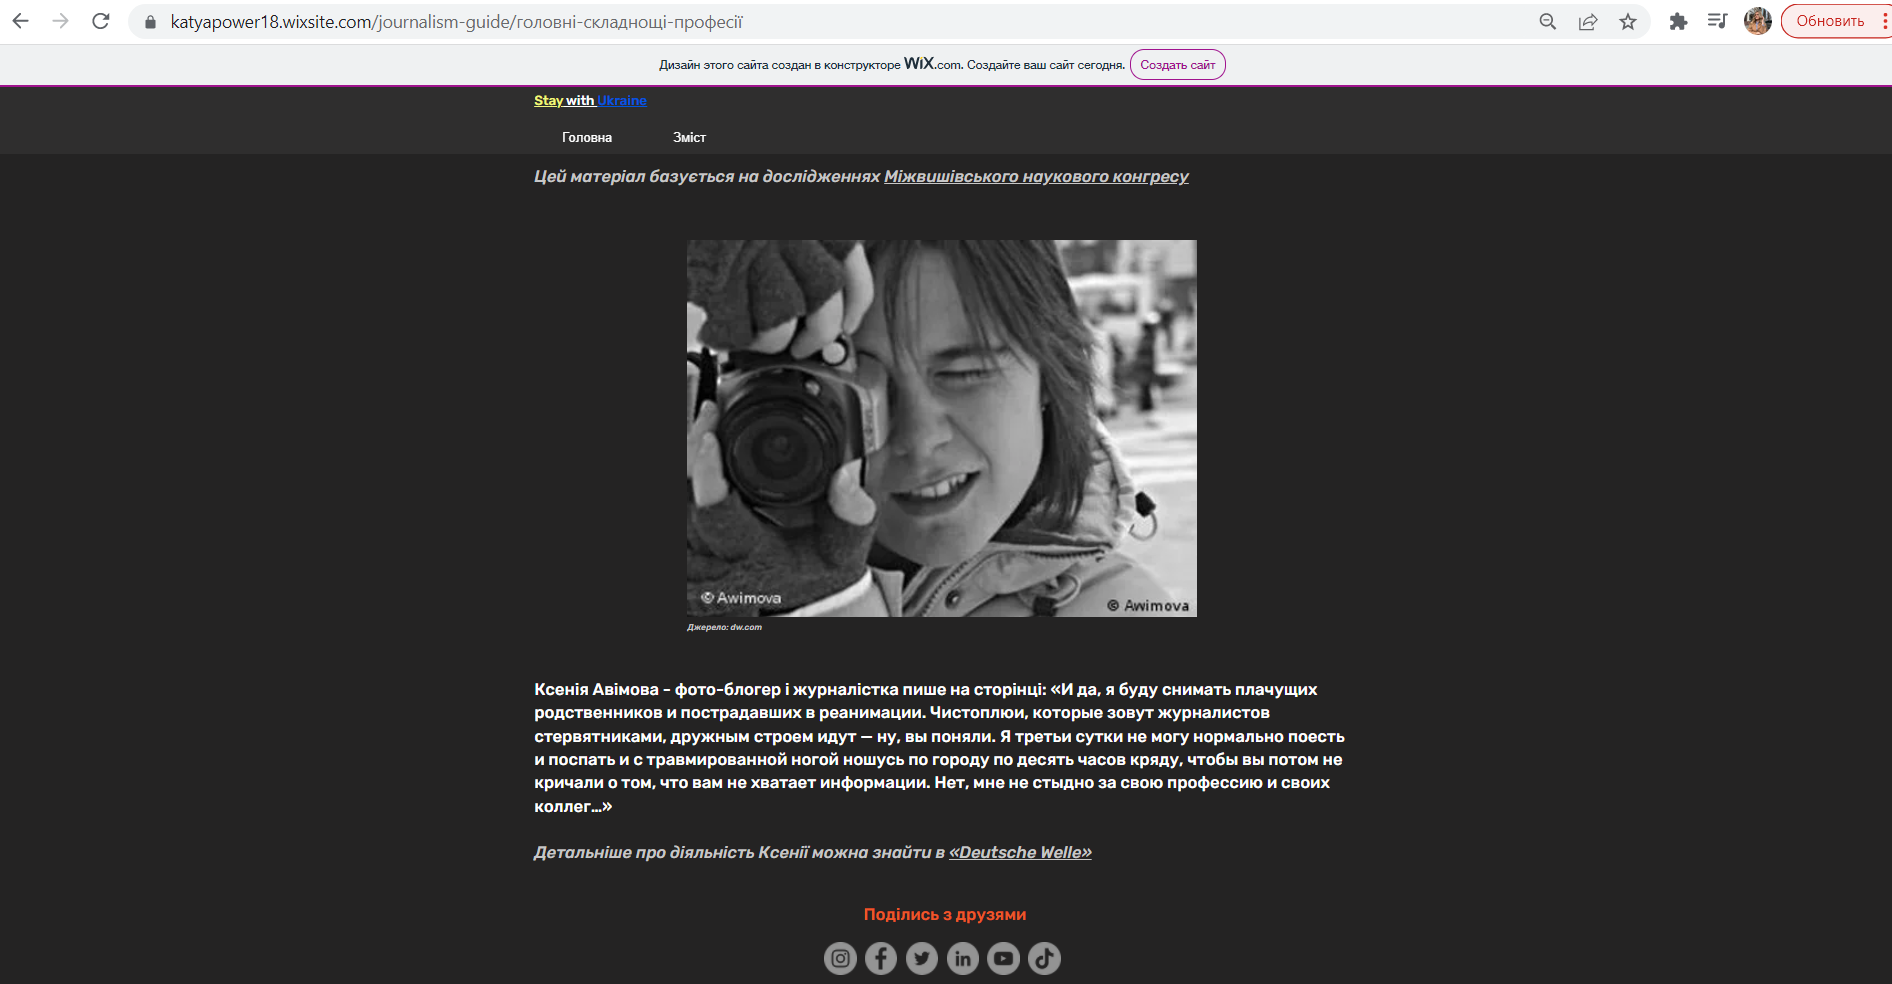 katyapower18.wixsite.com/journalism-guide/головні-складнощі-професії
Обновить
Дизайн этого сайта создан в конструкторе WiX.com. Создайте ваш сайт сегодня. Создать сайт
Stay with Ukraine
Головна Зміст
Цей матеріал базується на дослідженнях Міжвишівського наукового конгресу
© Awimova
© Awimova
Джерело: dw.com
Ксенія Авімова - фото-блогер і журналістка пише на сторінці: «И да, я буду снимать плачущих
родственников и пострадавших в реанимации. Чистоплюи, которые зовут журналистов
стервятниками, дружным строем идут — ну, вы поняли. Я третьи сутки не могу нормально поесть
и поспать и с травмированной ногой ношусь по городу по десять часов кряду, чтобы вы потом не
кричали о том, что вам не хватает информации. Нет, мне не стыдно за свою профессию и своих
коллег...»
Детальніше про діяльність Ксенії можна знайти в «Deutsche Welle»
Поділись з друзями